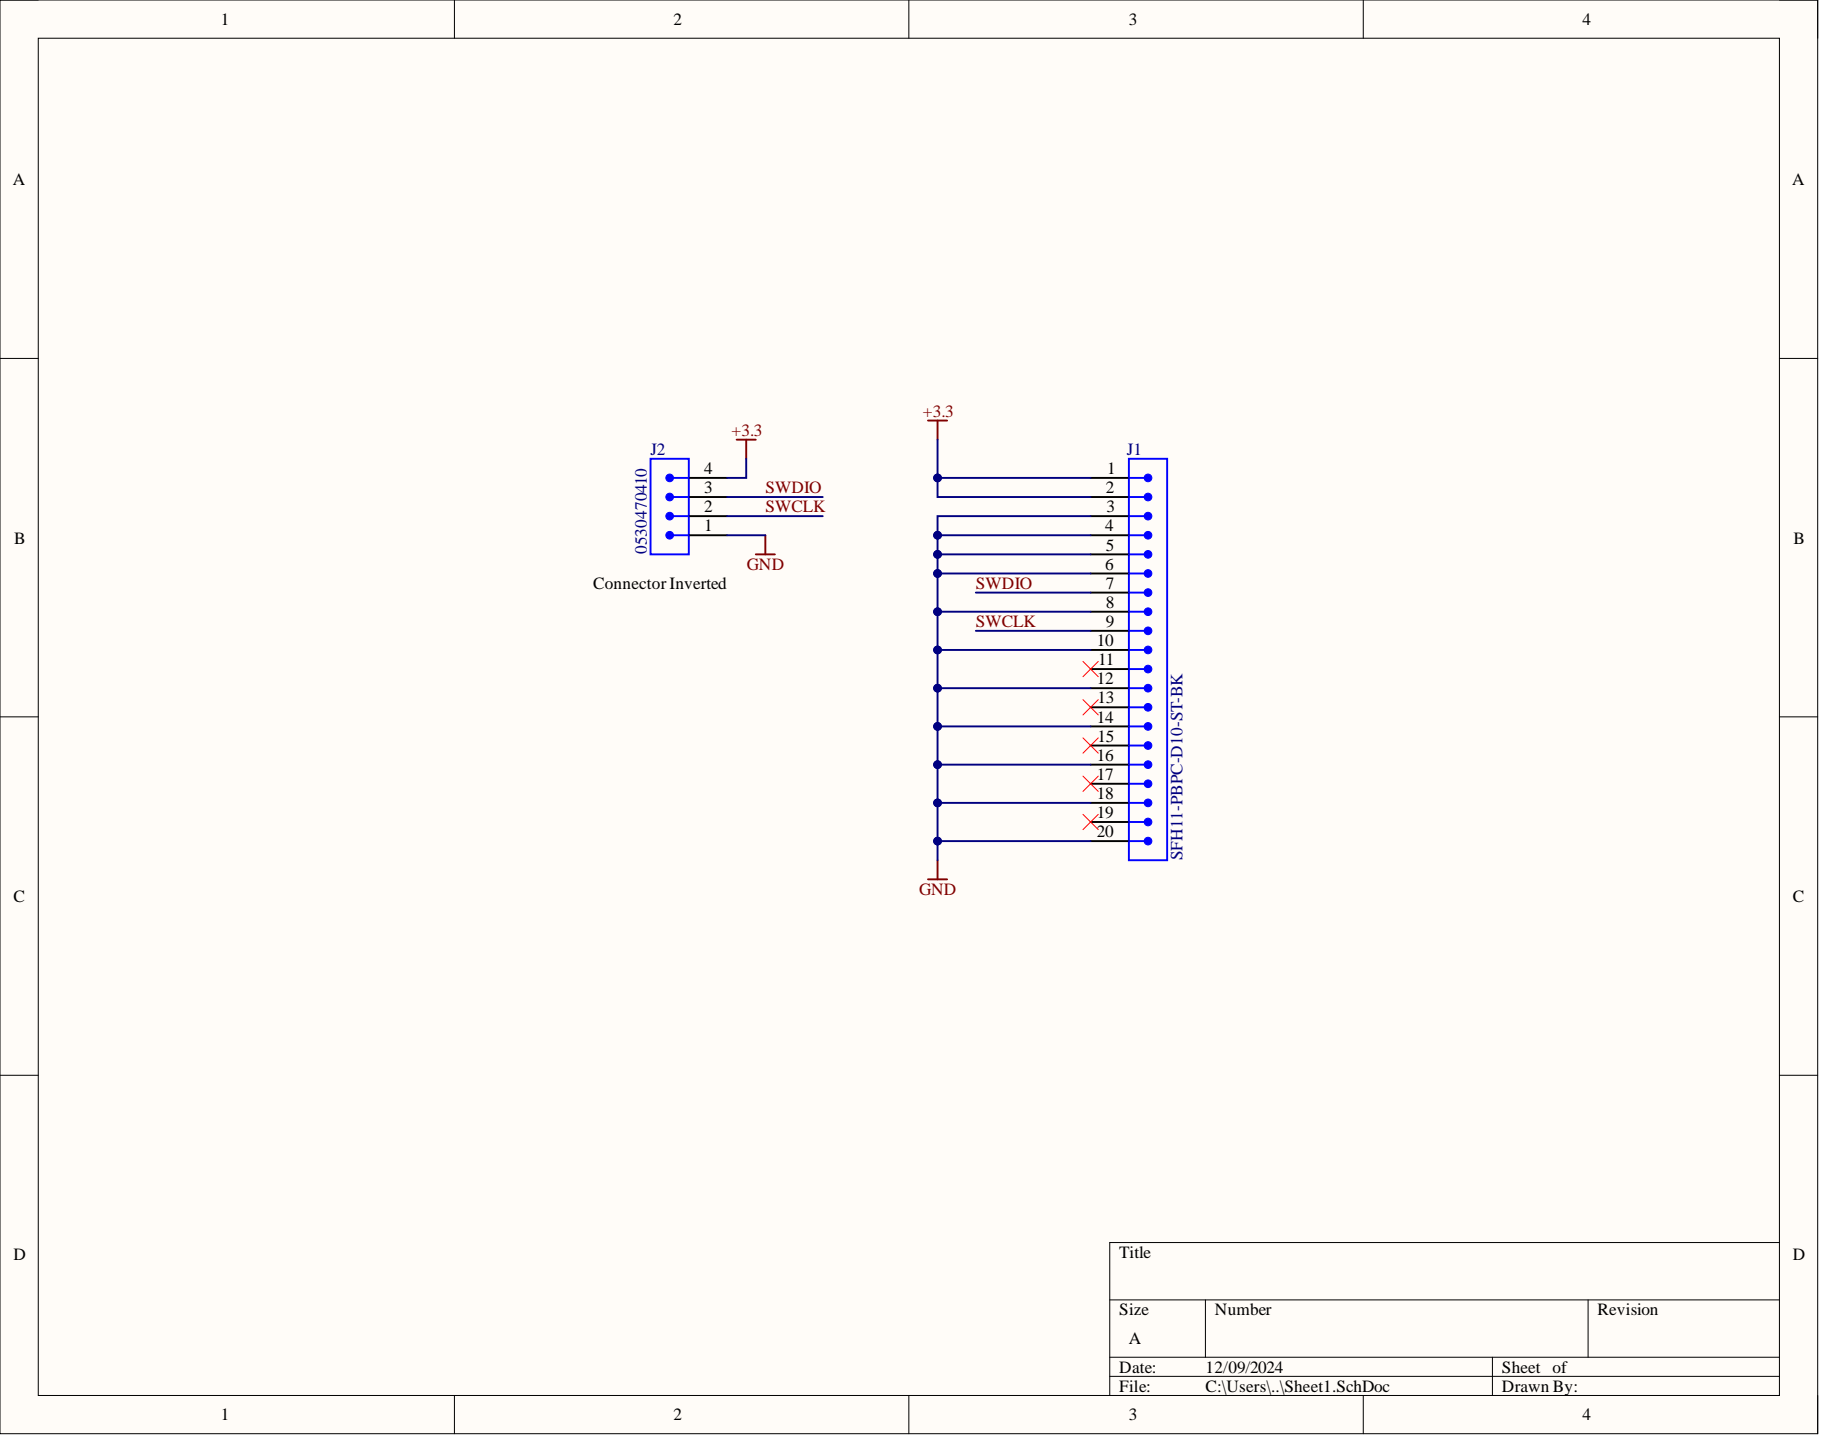 1 2 3 4
A A
+3.3
+3.3
J2 J1
0530470410
4
3 SWDIO
2 SWCLK
1
GND
Connector Inverted
1
2
3
4
5
6
SWDIO 7
8
SWCLK 9
10
11
12
13
14
15
16
17
18
19
20
SFH11-PBPC-D10-ST-BK
GND
B B
C C
D D
Title
Size Number Revision
A
Date: 12/09/2024 Sheet of
File: C:\Users\..\Sheet1.SchDoc Drawn By:
1 2 3 4